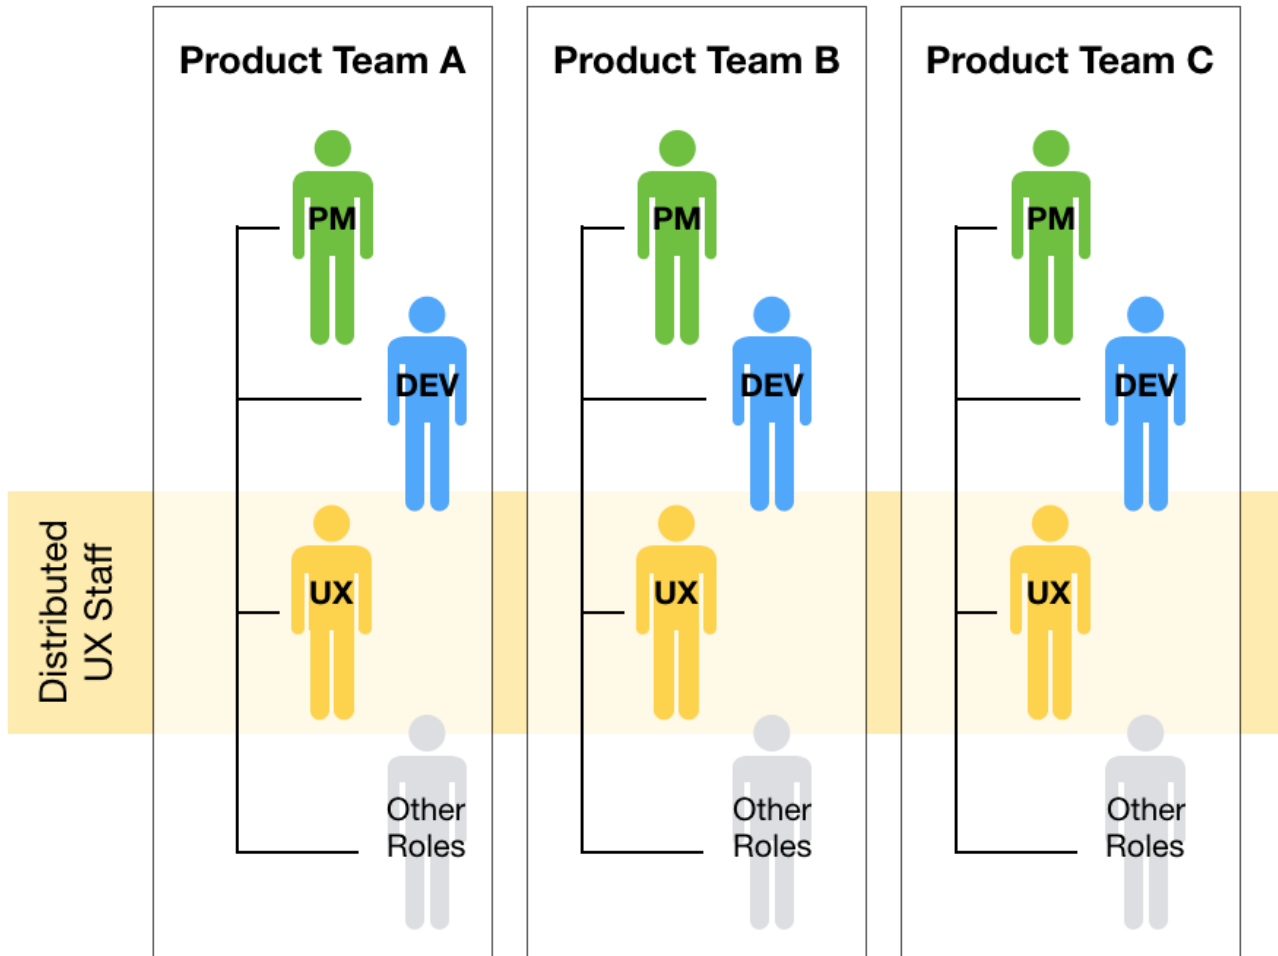 Product Team A
Product Team B
Product Team C
PM
PM
PM
DEV
DEV
DEV
Distributed
UX Staff
UX
UX
UX
Other
Roles
Other
Roles
Other
Roles